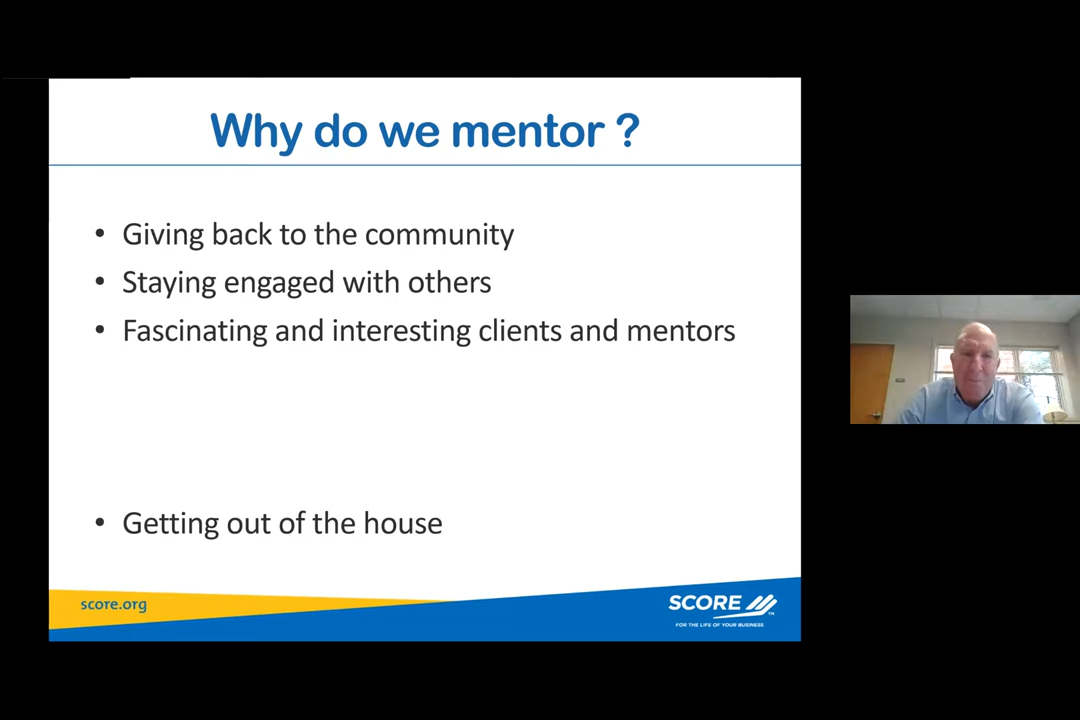 Why do we mentor ?
• Giving back to the community
• Staying engaged with others
• Fascinating and interesting clients and mentors
• Getting out of the house
score.org
SCORE
TM
FOR THE LIFE OF YOUR BUSINESS